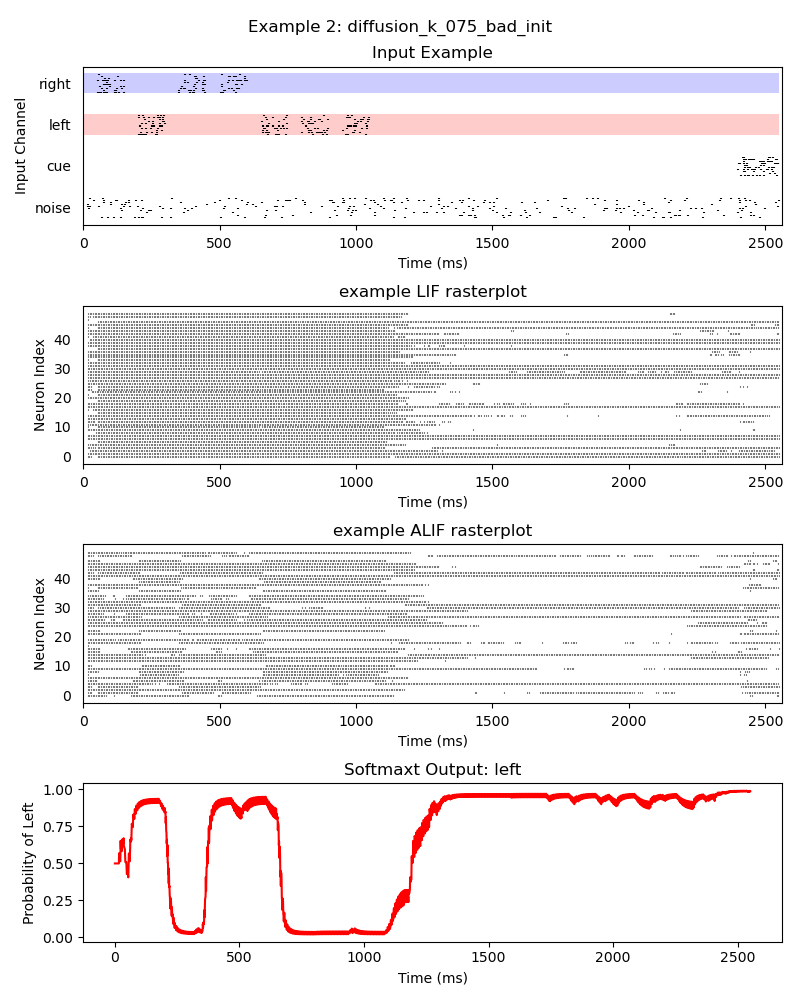 Example 2: diffusion_k_075_bad_init
Input Example
Input Channel
right
left
cue
noise
0 500 1000 1500 2000 2500
Time (ms)
example LIF rasterplot
Neuron Index
40
30
20
10
0
0 500 1000 1500 2000 2500
Time (ms)
example ALIF rasterplot
Neuron Index
40
30
20
10
0
0 500 1000 1500 2000 2500
Time (ms)
Softmaxt Output: left
Probability of Left
1.00
0.75
0.50
0.25
0.00
0 500 1000 1500 2000 2500
Time (ms)